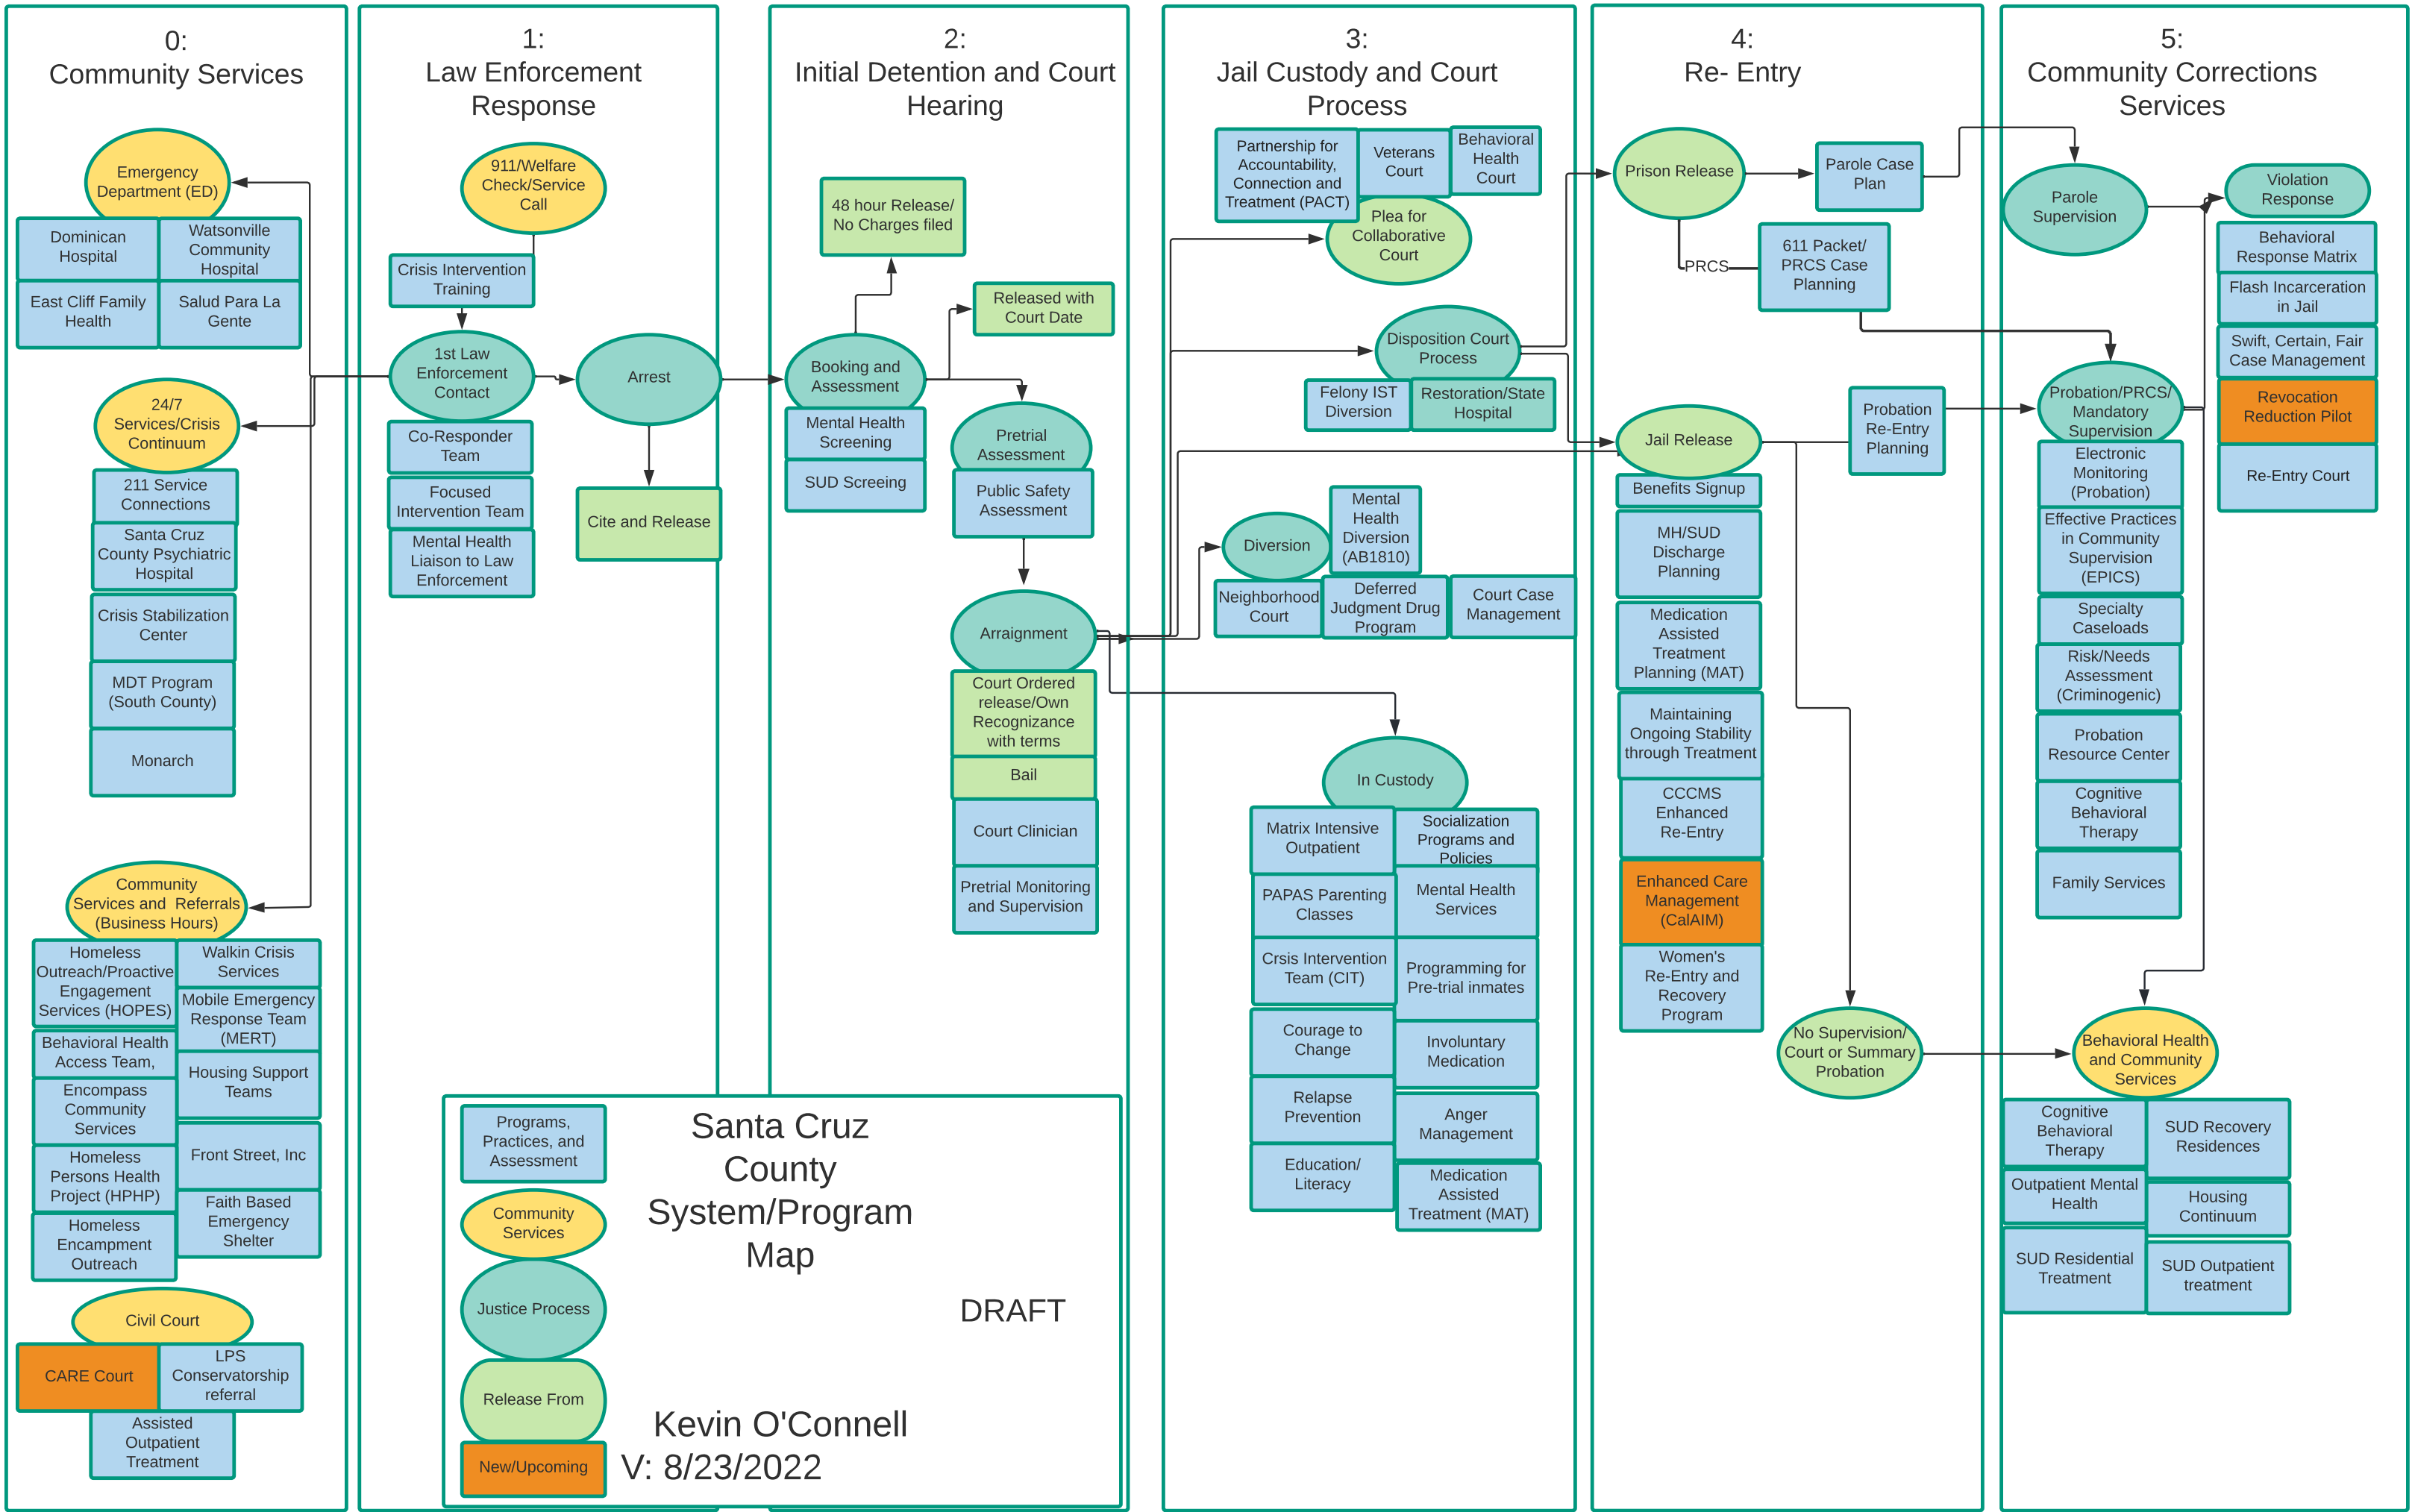 0:
Community Services
Emergency
Department (ED)
Dominican
Hospital
Watsonville
Community
Hospital
East Cliff Family
Health
Salud Para La
Gente
24/7
Services/Crisis
Continuum
211 Service
Connections
Santa Cruz
County Psychiatric
Hospital
Crisis Stabilization
Center
MDT Program
(South County)
Monarch
Community
Services and Referrals
(Business Hours)
Homeless
Outreach/Proactive
Engagement
Services (HOPES)
Walkin Crisis
Services
Mobile Emergency
Response Team
(MERT)
Behavioral Health
Access Team,
Housing Support
Teams
Encompass
Community
Services
Front Street, Inc
Homeless
Persons Health
Project (HPHP)
Faith Based
Emergency
Shelter
Homeless
Encampment
Outreach
Civil Court
CARE Court
LPS
Conservatorship
referral
Assisted
Outpatient
Treatment
1:
Law Enforcement
Response
911/Welfare
Check/Service
Call
Crisis Intervention
Training
1st Law
Enforcement
Contact
Arrest
Co-Responder
Team
Focused
Intervention Team
Mental Health
Liaison to Law
Enforcement
Cite and Release
2:
Initial Detention and Court
Hearing
48 hour Release/
No Charges filed
Released with
Court Date
Booking and
Assessment
Mental Health
Screening
SUD Screeing
Pretrial
Assessment
Public Safety
Assessment
Arraignment
Court Ordered
release/Own
Recognizance
with terms
Bail
Court Clinician
Pretrial Monitoring
and Supervision
Programs,
Practices, and
Assessment
Community
Services
Justice Process
Release From
New/Upcoming
Santa Cruz
County
System/Program
Map
DRAFT
Kevin O'Connell
V: 8/23/2022
3:
Jail Custody and Court
Process
Partnership for
Accountability,
Connection and
Treatment (PACT)
Veterans
Court
Behavioral
Health
Court
Plea for
Collaborative
Court
Disposition Court
Process
Felony IST
Diversion
Restoration/State
Hospital
Diversion
Mental
Health
Diversion
(AB1810)
Neighborhood
Court
Deferred
Judgment Drug
Program
Court Case
Management
In Custody
Matrix Intensive
Outpatient
Socialization
Programs and
Policies
PAPAS Parenting
Classes
Mental Health
Services
Crsis Intervention
Team (CIT)
Programming for
Pre-trial inmates
Courage to
Change
Involuntary
Medication
Relapse
Prevention
Anger
Management
Education/
Literacy
Medication
Assisted
Treatment (MAT)
4:
Re- Entry
Prison Release
Parole Case
Plan
PRCS
611 Packet/
PRCS Case
Planning
Jail Release
Probation
Re-Entry
Planning
Benefits Signup
MH/SUD
Discharge
Planning
Medication
Assisted
Treatment
Planning (MAT)
Maintaining
Ongoing Stability
through Treatment
CCCMS
Enhanced
Re-Entry
Enhanced Care
Management
(CalAIM)
Women's
Re-Entry and
Recovery
Program
No Supervision/
Court or Summary
Probation
5:
Community Corrections
Services
Parole
Supervision
Violation
Response
Behavioral
Response Matrix
Flash Incarceration
in Jail
Swift, Certain, Fair
Case Management
Revocation
Reduction Pilot
Re-Entry Court
Probation/PRCS/
Mandatory
Supervision
Electronic
Monitoring
(Probation)
Effective Practices
in Community
Supervision
(EPICS)
Specialty
Caseloads
Risk/Needs
Assessment
(Criminogenic)
Probation
Resource Center
Cognitive
Behavioral
Therapy
Family Services
Behavioral Health
and Community
Services
Cognitive
Behavioral
Therapy
SUD Recovery
Residences
Outpatient Mental
Health
Housing
Continuum
SUD Residential
Treatment
SUD Outpatient
treatment